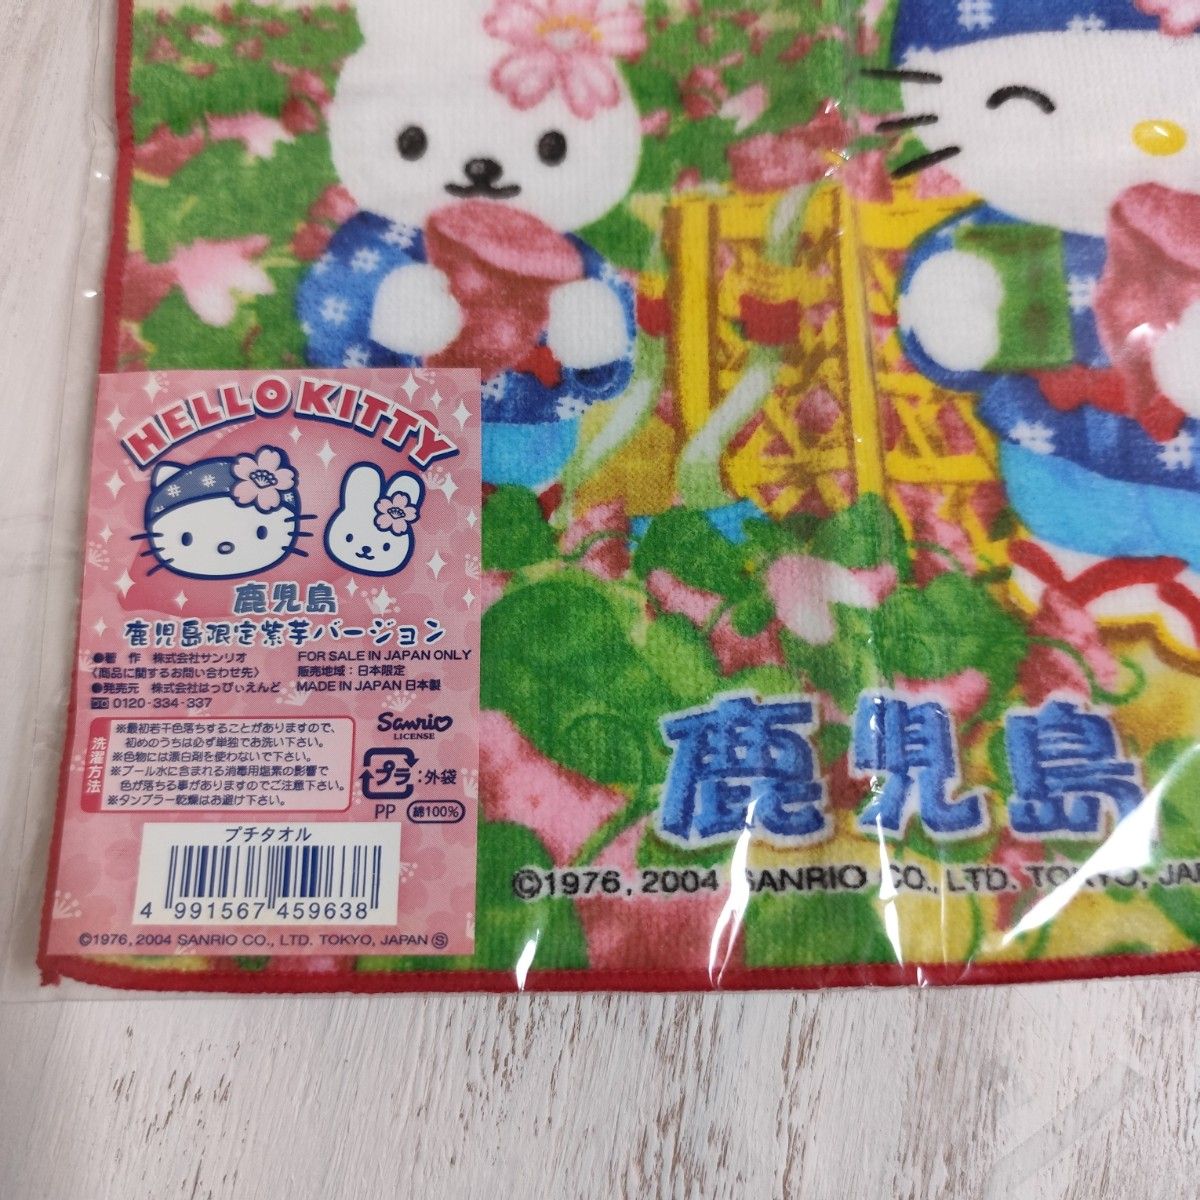 HELLO KITTY
鹿児島
鹿児島限定紫芋バージョン
●著 作 株式会社サンリオ
FOR SALE IN JAPAN ONLY
〈商品に関するお問い合わせ先〉
販売地域:日本限定
●発売元 株式会社はっぴぃえんど
MADE IN JAPAN 日本製
0120-334-337
洗濯方法
※最初若干色落ちすることがありますので、
初めのうちは必ず単独でお洗い下さい。
※色物には漂白剤を使わないで下さい。
※プール水に含まれる消毒用塩素の影響で
色が落ちる事がありますのでご注意下さい。
※タンブラー乾燥はお避け下さい。
Sanrio
LICENSE
プラ:外袋
PP 綿100%
プチタオル
4 991567 459638
©1976, 2004 SANRIO CO., LTD. TOKYO, JAPAN Ⓢ
鹿児島
©1976, 2004 SANRIO CO., LTD. TOKYO, JA